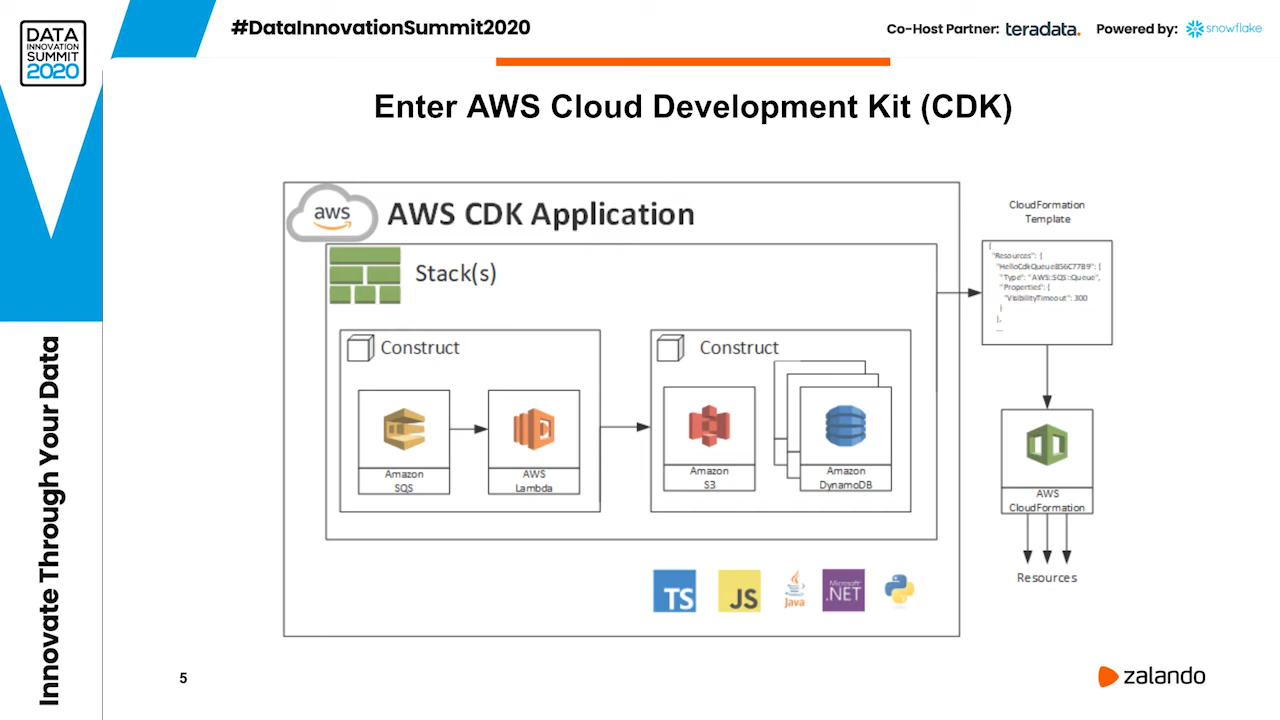 DATA
INNOVATION
SUMMIT
2020
#DataInnovationSummit2020
Co-Host Partner: teradata. Powered by: snowflake
Innovate Through Your Data
Enter AWS Cloud Development Kit (CDK)
aws
AWS CDK Application
Stack(s)
Construct
Amazon
SQS
AWS
Lambda
Construct
Amazon
S3
Amazon
DynamoDB
TS
JS
Java
Microsoft
.NET
CloudFormation
Template
{
"Resources": {
"HelloCdkQueueB56C77B9": {
"Type": "AWS::SQS::Queue",
"Properties": {
"VisibilityTimeout": 300
}
},
...
AWS
CloudFormation
Resources
5
zalando